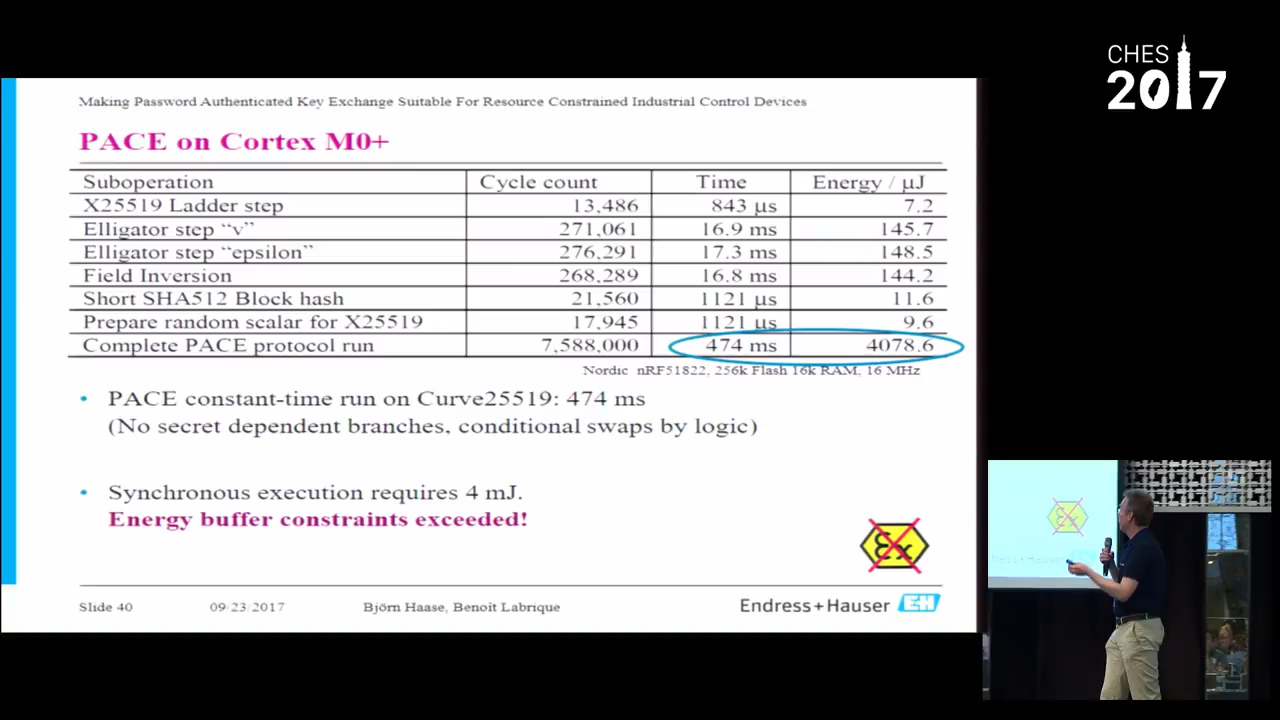 CHES
2017
Making Password Authenticated Key Exchange Suitable For Resource Constrained Industrial Control Devices
PACE on Cortex M0+
Suboperation Cycle count Time Energy / µJ
X25519 Ladder step 13,486 843 µs 7.2
Elligator step “v” 271,061 16.9 ms 145.7
Elligator step “epsilon” 276,291 17.3 ms 148.5
Field Inversion 268,289 16.8 ms 144.2
Short SHA512 Block hash 21,560 1121 µs 11.6
Prepare random scalar for X25519 17,945 1121 µs 9.6
Complete PACE protocol run 7,588,000 474 ms 4078.6
Nordic nRF51822, 256k Flash 16k RAM, 16 MHz
• PACE constant-time run on Curve25519: 474 ms
(No secret dependent branches, conditional swaps by logic)
• Synchronous execution requires 4 mJ.
Energy buffer constraints exceeded!
Ex
Slide 40 09/23/2017 Björn Haase, Benoît Labrique Endress+Hauser EH